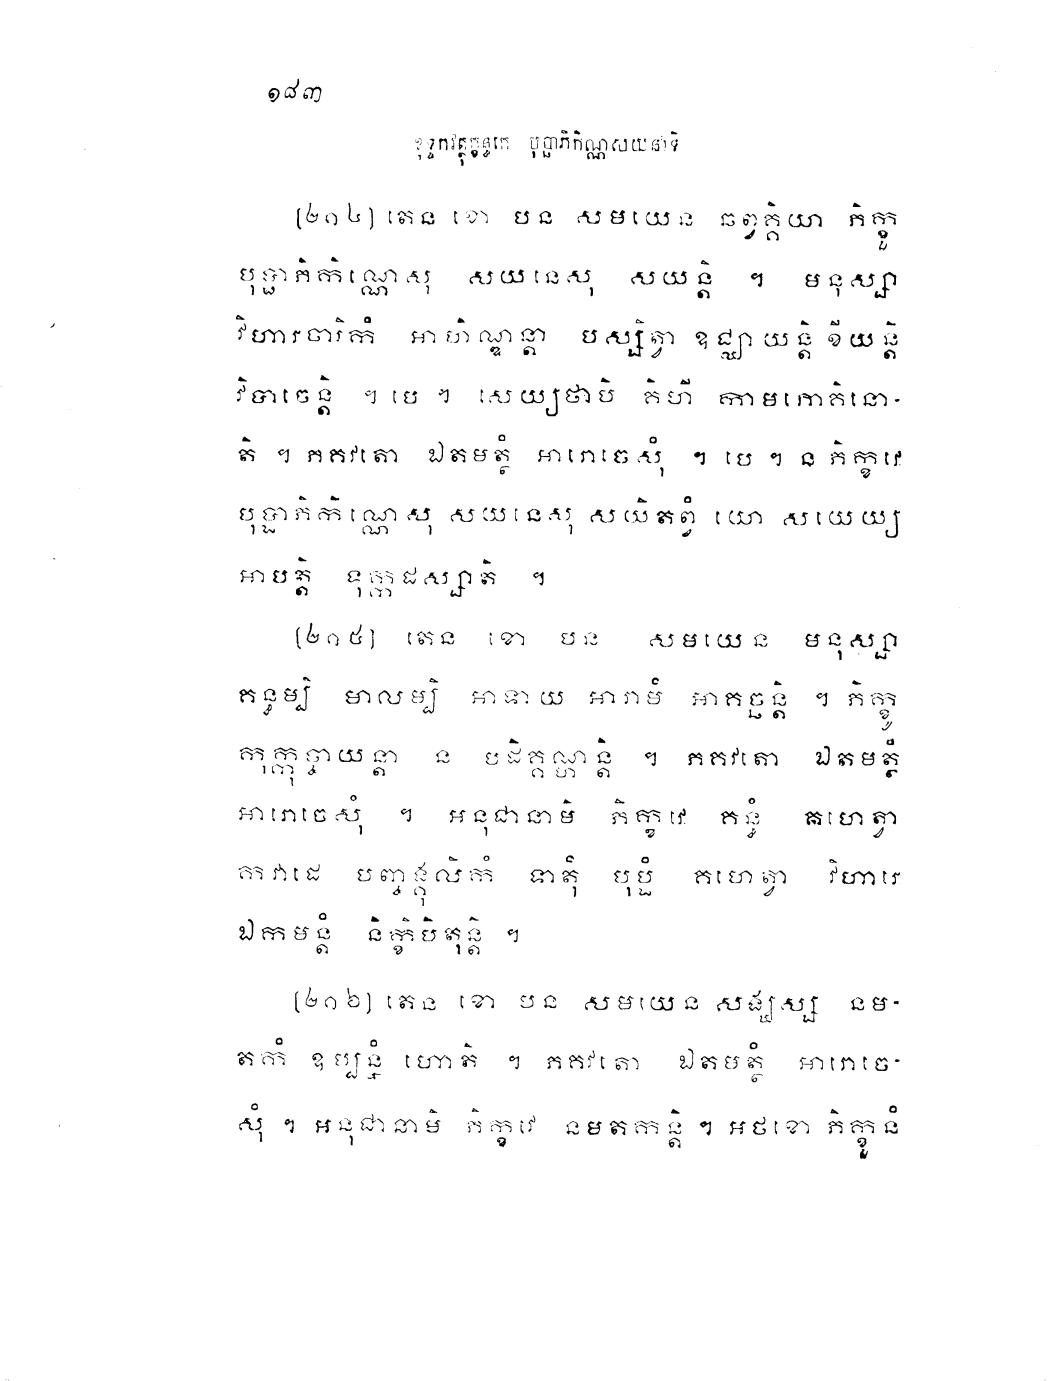 ១៨៣
ខុទ្ទកវត្ថុក្ខន្ធកេ បុប្ផាភិកិណ្ណសយនាទិ
[២០៤] តេន ខោ បន សមយេន ឆព្វគ្គិយា ភិក្ខូ
បុប្ផាភិកិណ្ណេសុ សយនេសុ សយន្តិ ។ មនុស្សា
វិហារចារិកំ អាហិណ្ឌន្តា បស្សិត្វា ឧជ្ឈាយន្តិ ខីយន្តិ
វិបាចេន្តិ ។ បេ ។ សេយ្យថាបិ គិហី កាមភោគិនោ-
តិ ។ ភគវតោ ឯតមត្ថំ អារោចេសុំ ។ បេ ។ ន ភិក្ខវេ
បុប្ផាភិកិណ្ណេសុ សយនេសុ សយិតព្វំ យោ សយេយ្យ
អាបត្តិ ទុក្កដស្សាតិ ។
[២០៥] តេន ខោ បន សមយេន មនុស្សា
គន្ធម្បិ មាលម្បិ អាទាយ អារាមំ អាគច្ឆន្តិ ។ ភិក្ខូ
កុក្កុច្ចាយន្តា ន បដិគ្គណ្ហន្តិ ។ ភគវតោ ឯតមត្ថំ
អារោចេសុំ ។ អនុជានាមិ ភិក្ខវេ គន្ធំ គហេត្វា
កវាដេ បញ្ចង្គុលិកំ ទាតុំ បុប្ផំ គហេត្វា វិហារេ
ឯកមន្តំ និក្ខិបិតុន្តិ ។
[២០៦] តេន ខោ បន សមយេន សង្ឃស្ស នម-
តកំ ឧប្បន្នំ ហោតិ ។ ភគវតោ ឯតមត្ថំ អារោចេ-
សុំ ។ អនុជានាមិ ភិក្ខវេ នមតកន្តិ ។ អថខោ ភិក្ខូនំ